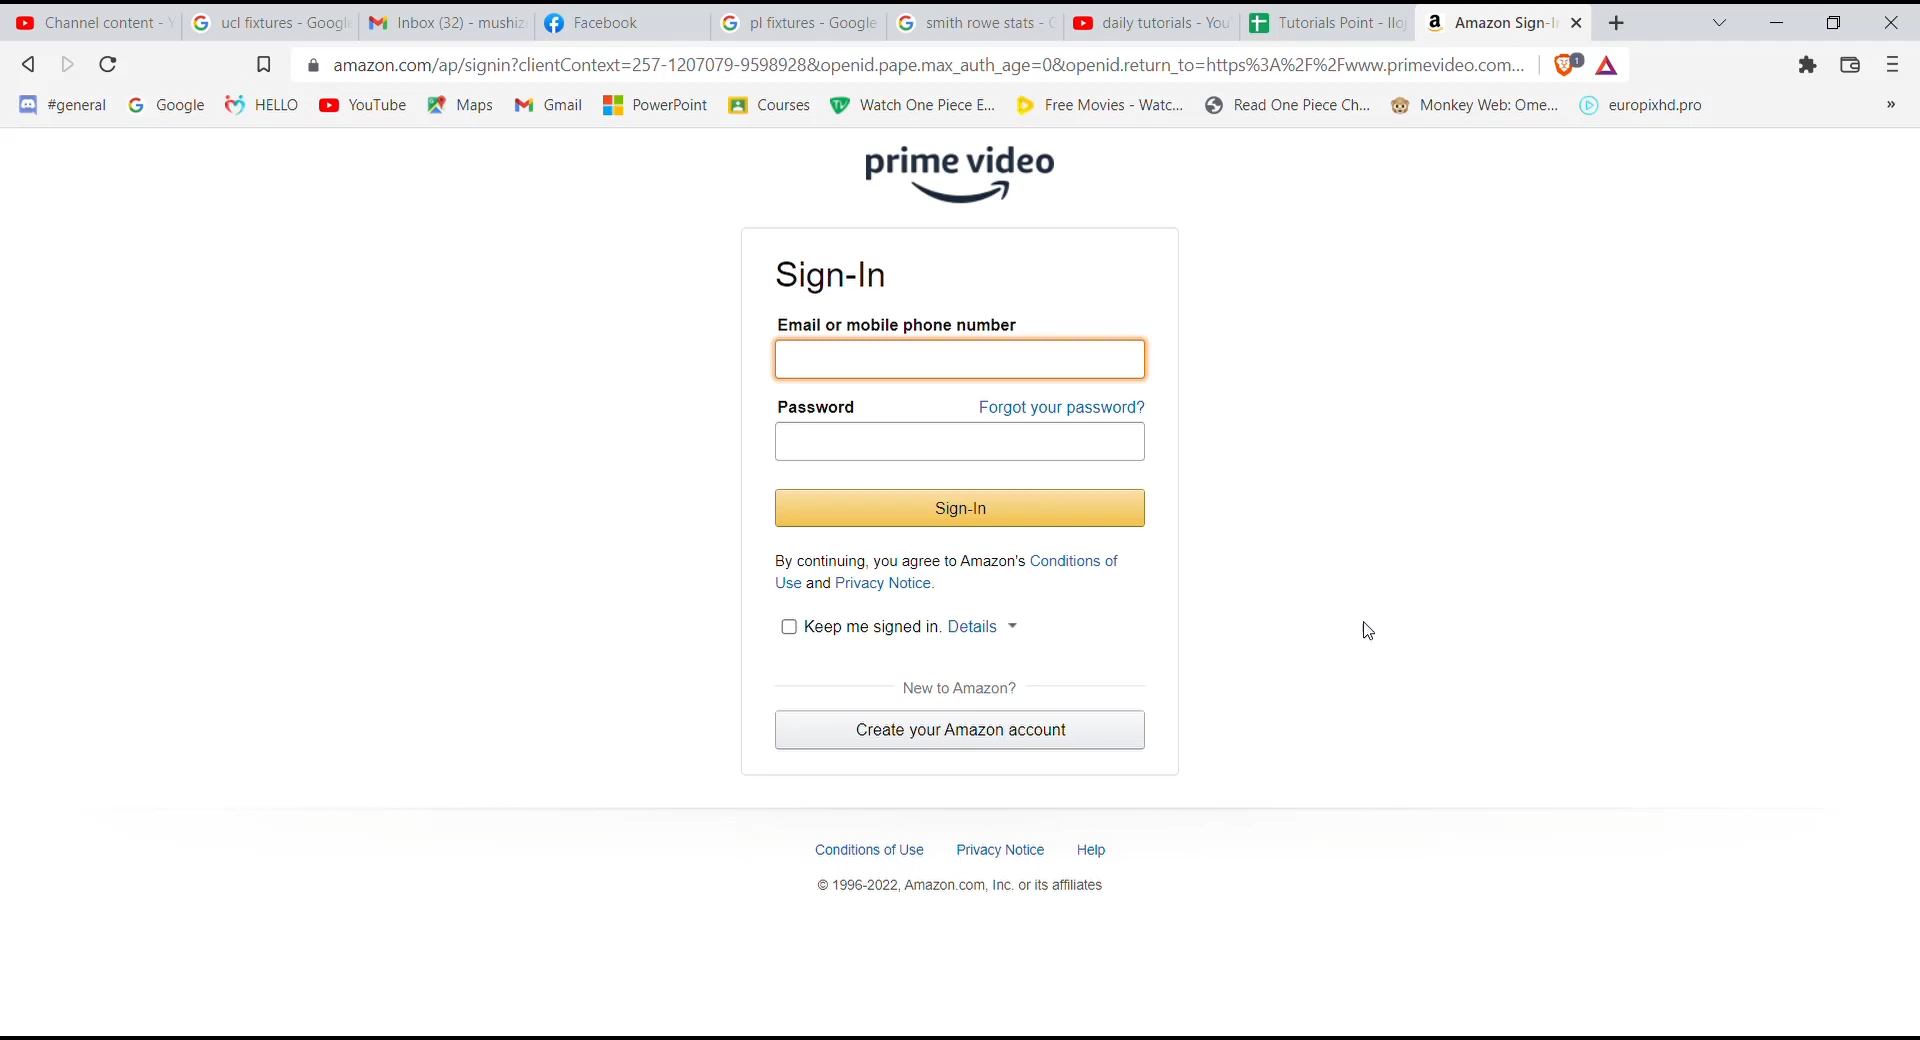 Channel content - Y
ucl fixtures - Google
Inbox (32) - mushiz
Facebook
pl fixtures - Google
smith rowe stats - G
daily tutorials - You
Tutorials Point - Iloj
Amazon Sign-In
amazon.com/ap/signin?clientContext=257-1207079-9598928&openid.pape.max_auth_age=0&openid.return_to=https%3A%2F%2Fwww.primevideo.com...
1
#general
Google
HELLO
YouTube
Maps
Gmail
PowerPoint
Courses
Watch One Piece E...
Free Movies - Watc...
Read One Piece Ch...
Monkey Web: Ome...
europixhd.pro
»
prime video
Sign-In
Email or mobile phone number
Password
Forgot your password?
Sign-In
By continuing, you agree to Amazon's Conditions of
Use and Privacy Notice.
Keep me signed in. Details
New to Amazon?
Create your Amazon account
Conditions of Use
Privacy Notice
Help
© 1996-2022, Amazon.com, Inc. or its affiliates